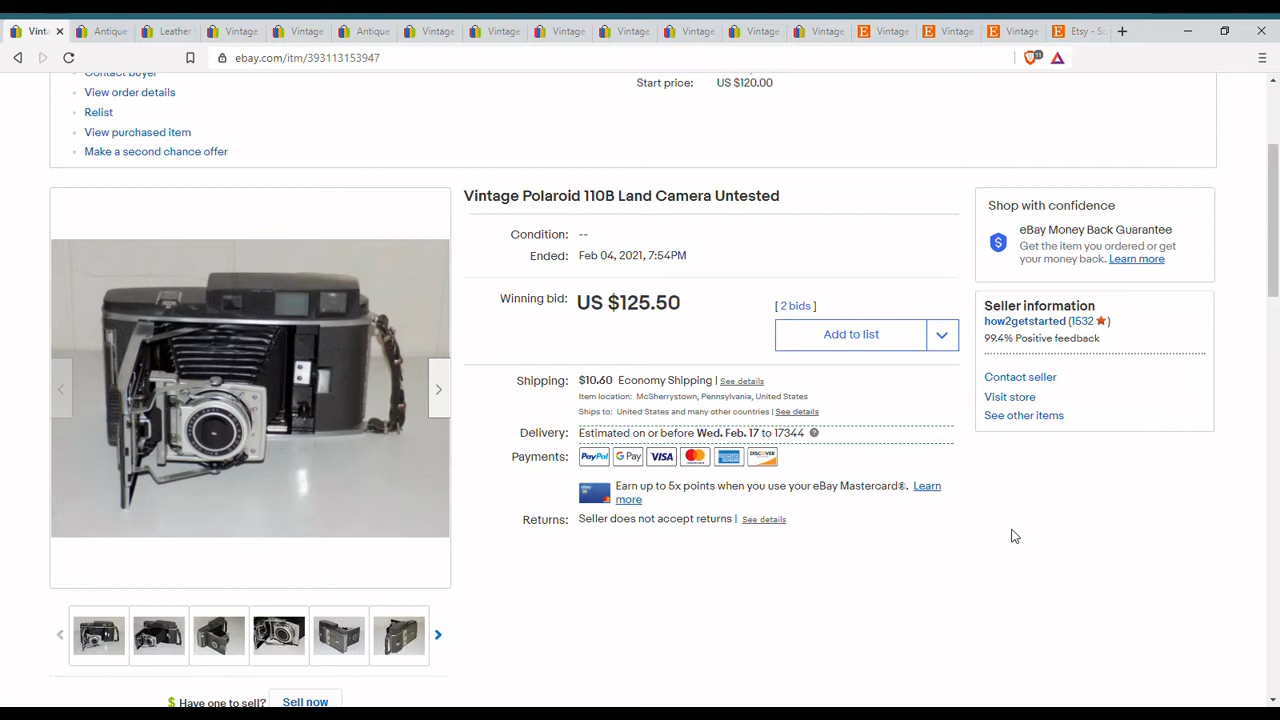 Vinta
Antique
Leather
Vintage
Vintage
Antique
Vintage
Vintage
Vintage
Vintage
Vintage
Vintage
Vintage
Vintage
Vintage
Vintage
Etsy - S
ebay.com/itm/393113153947
Contact buyer
View order details
Relist
View purchased item
Make a second chance offer
Start price: US $120.00
Vintage Polaroid 110B Land Camera Untested
Condition: --
Ended: Feb 04, 2021, 7:54PM
Winning bid: US $125.50 [ 2 bids ]
Add to list
Shipping: $10.60 Economy Shipping | See details
Item location: McSherrystown, Pennsylvania, United States
Ships to: United States and many other countries | See details
Delivery: Estimated on or before Wed. Feb. 17 to 17344
Payments: PayPal G Pay VISA mastercard AMERICAN EXPRESS DISCOVER
Earn up to 5x points when you use your eBay Mastercard®. Learn
more
Returns: Seller does not accept returns | See details
Shop with confidence
eBay Money Back Guarantee
Get the item you ordered or get
your money back. Learn more
Seller information
how2getstarted (1532 )
99.4% Positive feedback
Contact seller
Visit store
See other items
$ Have one to sell? Sell now